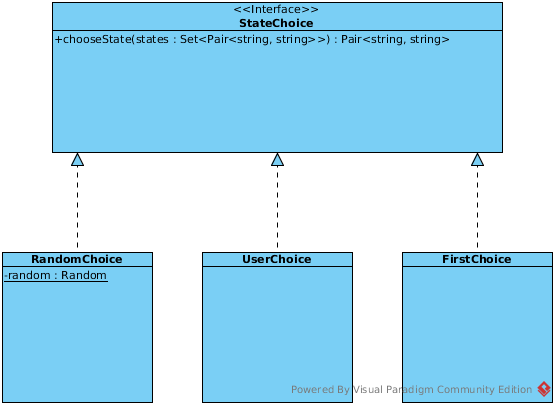 <<Interface>>
StateChoice
+chooseState(states : Set<Pair<string, string>>) : Pair<string, string>
RandomChoice
-random : Random
UserChoice
FirstChoice
Powered By Visual Paradigm Community Edition